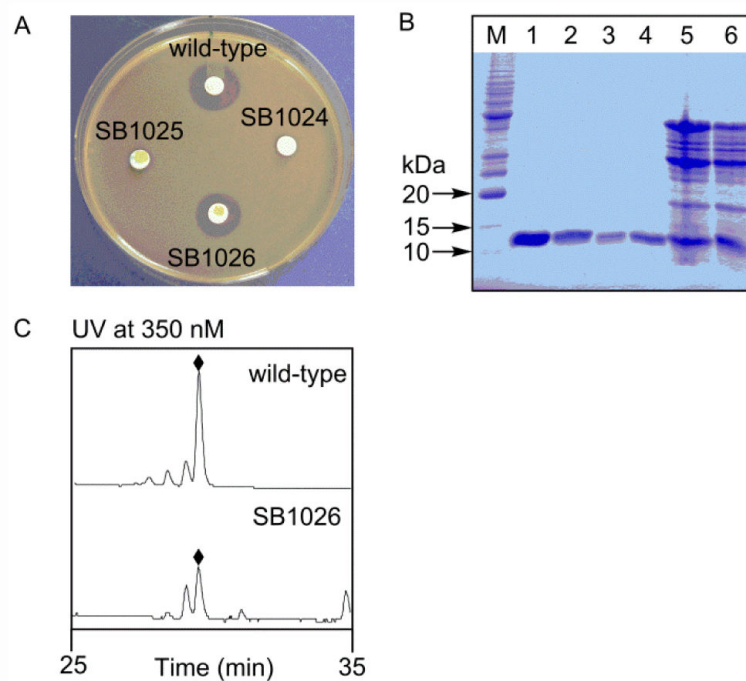 A
wild-type
SB1025
SB1024
SB1026
B
M 1 2 3 4 5 6
kDa
20
15
10
C UV at 350 nM
wild-type
SB1026
25 Time (min) 35